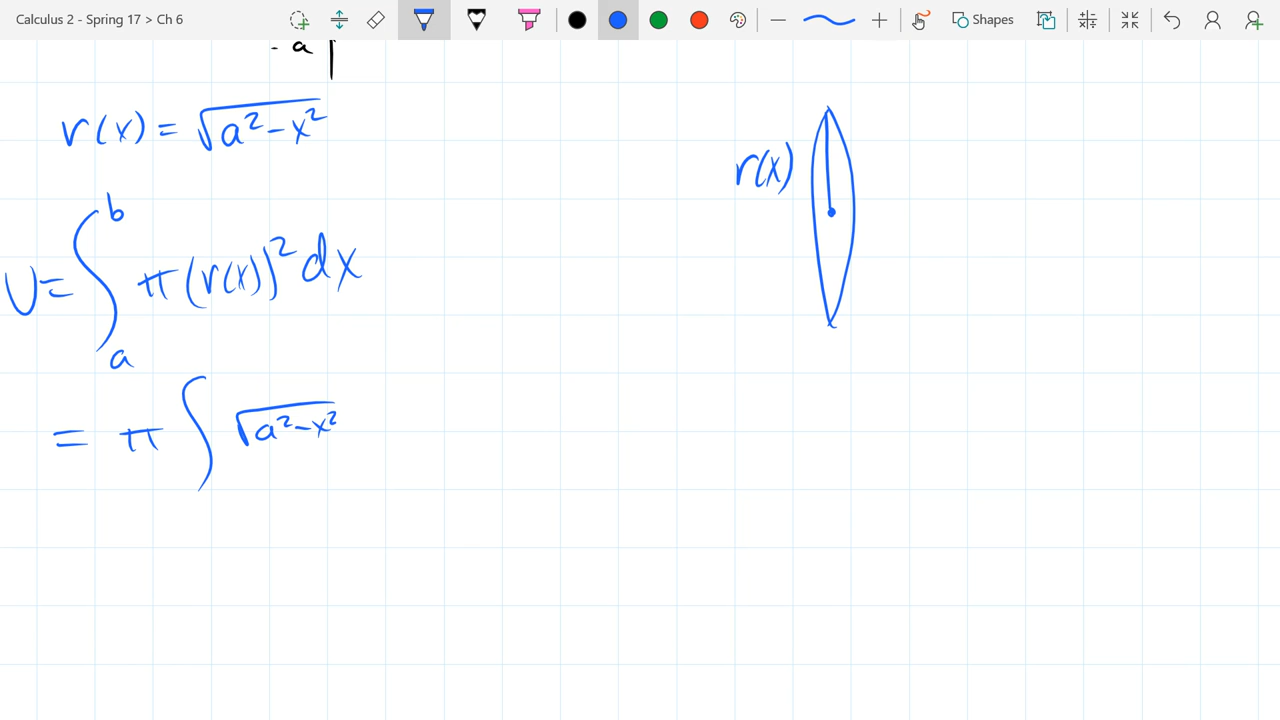 Calculus 2 - Spring 17 > Ch 6
Shapes
- a
r(x) = √(a² - x²)
r(x)
V = ∫_a^b π (r(x))² dx
= π ∫ √(a² - x²)